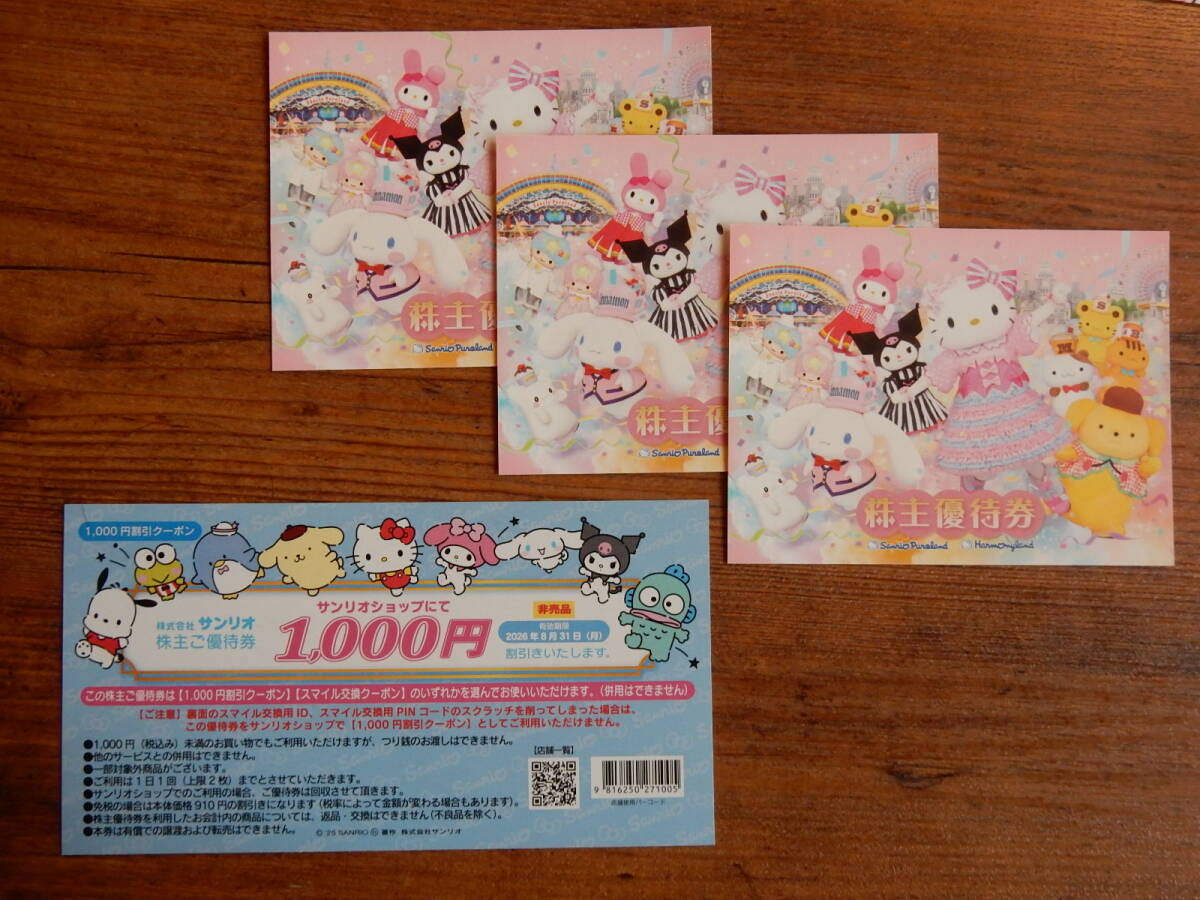 Lovely Pureland
株主優
Sanrio Puroland
株主優
Sanrio Puroland
株主優待券
Sanrio Puroland
Harmonyland
1,000円割引クーポン
株式会社 サンリオ
株主ご優待券
サンリオショップにて
1,000円
非売品
有効期限
2026年8月31日（月）
割引きいたします。
この株主ご優待券は【1,000円割引クーポン】【スマイル交換クーポン】のいずれかを選んでお使いいただけます。（併用はできません）
【ご注意】裏面のスマイル交換用ID、スマイル交換用PINコードのスクラッチを削ってしまった場合は、
この優待券をサンリオショップで【1,000円割引クーポン】としてご利用いただけません。
●1,000円（税込み）未満のお買い物でもご利用いただけますが、つり銭のお渡しはできません。
●他のサービスとの併用はできません。
●一部対象外商品がございます。
●ご利用は1日1回（上限2枚）までとさせていただきます。
●サンリオショップでのご利用の場合、ご優待券は回収させて頂きます。
●免税の場合は本体価格910円の割引きになります（税率によって金額が変わる場合もあります）。
●株主優待券を利用したお会計内の商品については、返品・交換はできません（不良品を除く）。
●本券は有償での譲渡および転売はできません。
【店舗一覧】
9 816250 271005
店舗使用バーコード
©'25 SANRIO 著作 株式会社サンリオ